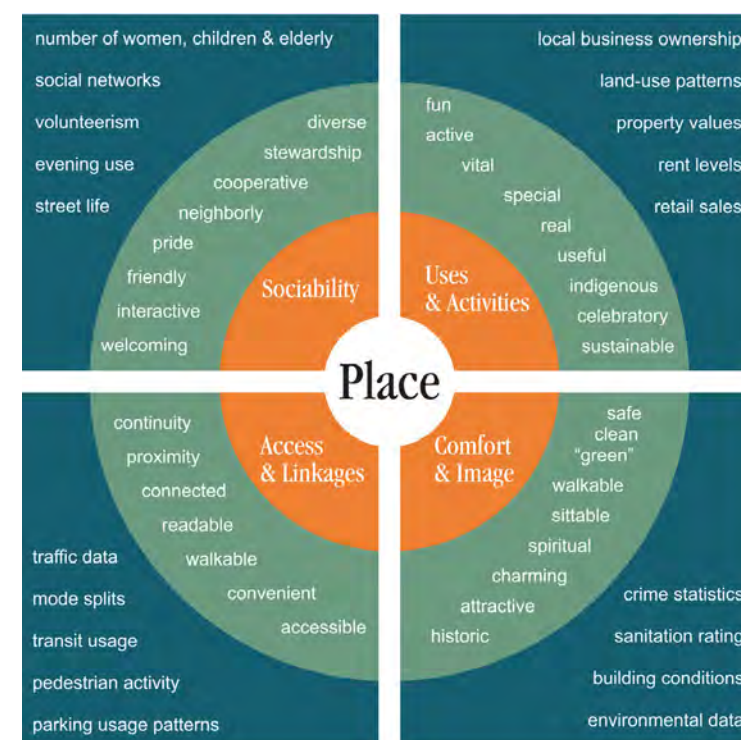 number of women, children & elderly
social networks
volunteerism
evening use
street life
diverse
stewardship
cooperative
neighborly
pride
friendly
interactive
welcoming
Sociability
local business ownership
land-use patterns
property values
rent levels
retail sales
fun
active
vital
special
real
useful
indigenous
celebratory
sustainable
Uses
& Activities
Place
continuity
proximity
connected
readable
walkable
convenient
accessible
Access
& Linkages
traffic data
mode splits
transit usage
pedestrian activity
parking usage patterns
Comfort
& Image
safe
clean
“green”
walkable
sittable
spiritual
charming
attractive
historic
crime statistics
sanitation rating
building conditions
environmental data